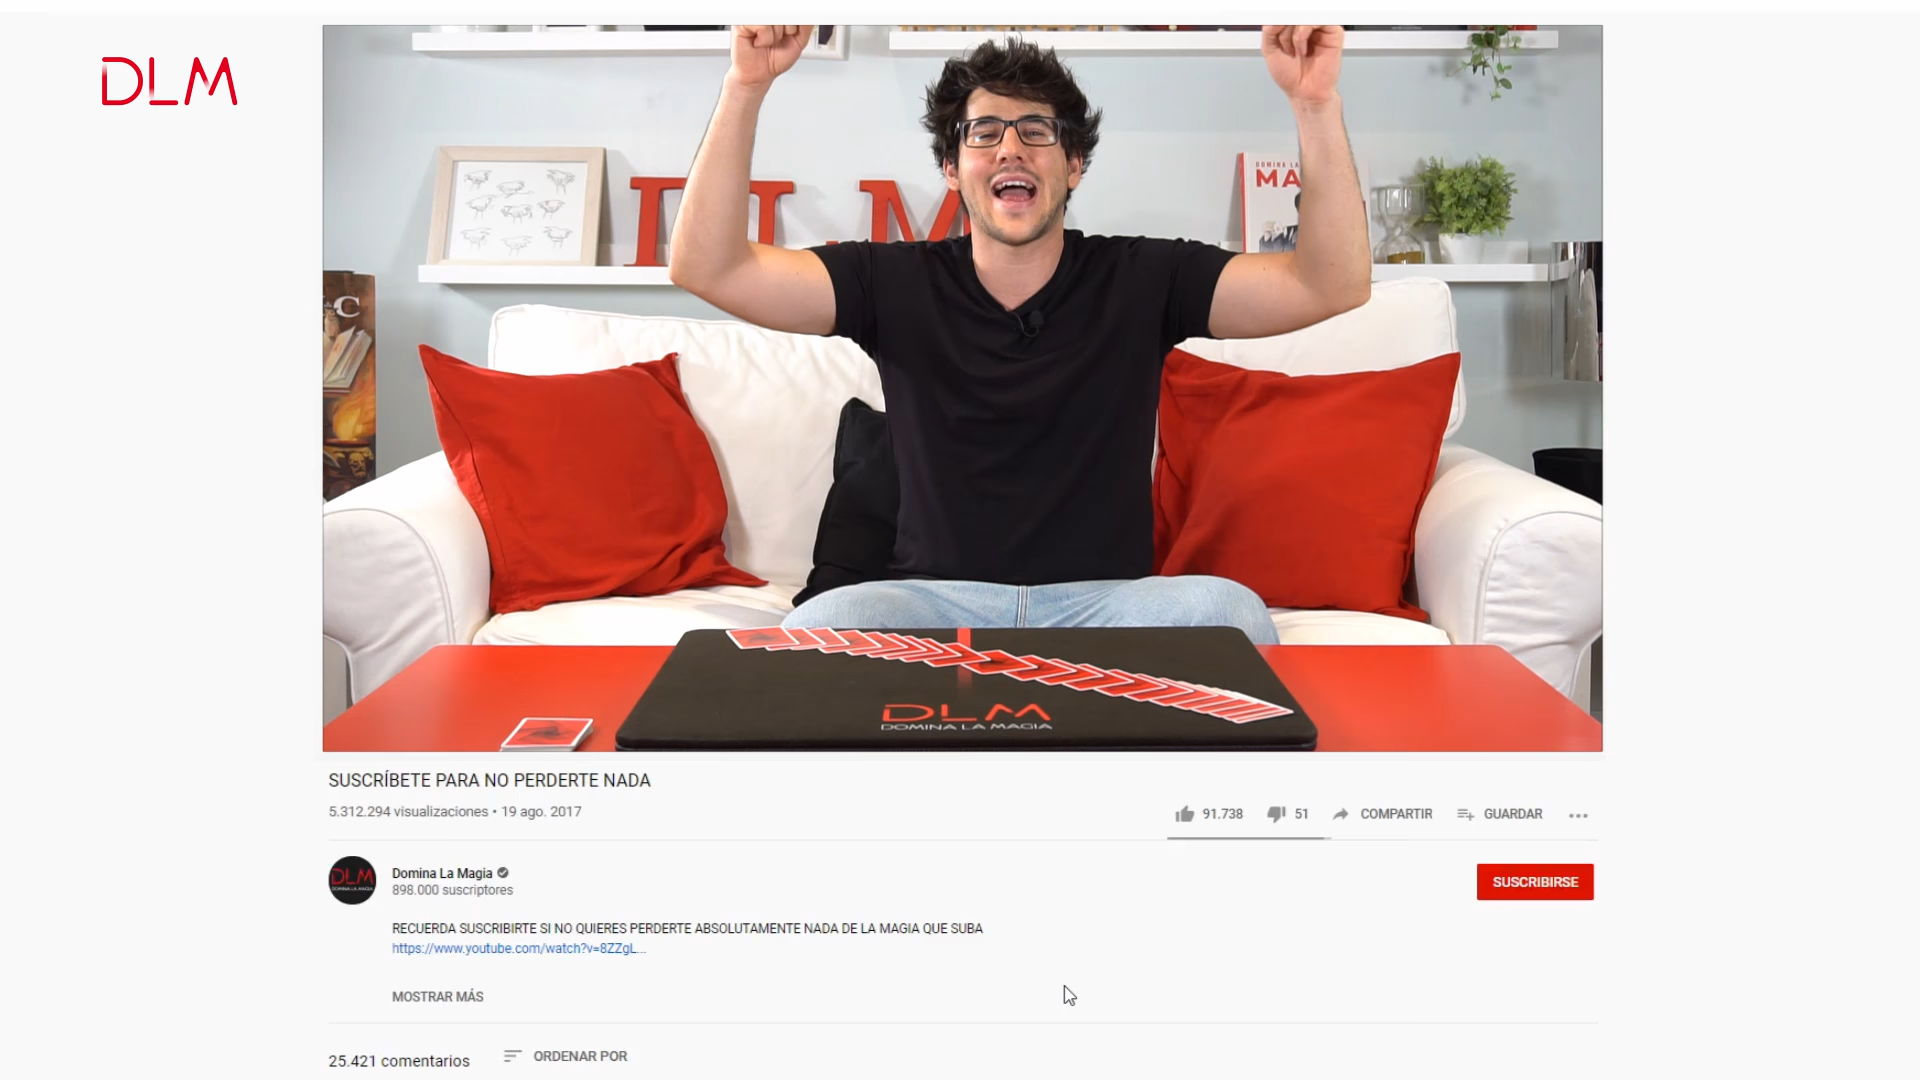 DLM
DLM
DOMINA LA
MA
C
DLM
DOMINA LA MAGIA
SUSCRÍBETE PARA NO PERDERTE NADA
5.312.294 visualizaciones • 19 ago. 2017
91.738 51 COMPARTIR GUARDAR
DLM
Domina La Magia
898.000 suscriptores
SUSCRIBIRSE
RECUERDA SUSCRIBIRTE SI NO QUIERES PERDERTE ABSOLUTAMENTE NADA DE LA MAGIA QUE SUBA
https://www.youtube.com/watch?v=8ZZgL...
MOSTRAR MÁS
25.421 comentarios ORDENAR POR